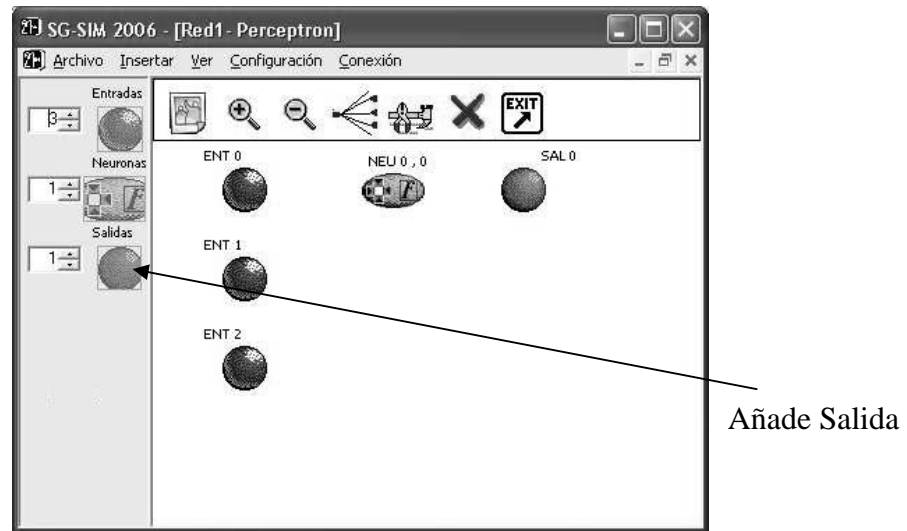 SG-SIM 2006 - [Red1 - Perceptron]
Archivo Insertar Ver Configuración Conexión
Entradas
3
EXIT
ENT 0
NEU 0 , 0
SAL 0
Neuronas
1
F
F
Salidas
1
ENT 1
ENT 2
Añade Salida